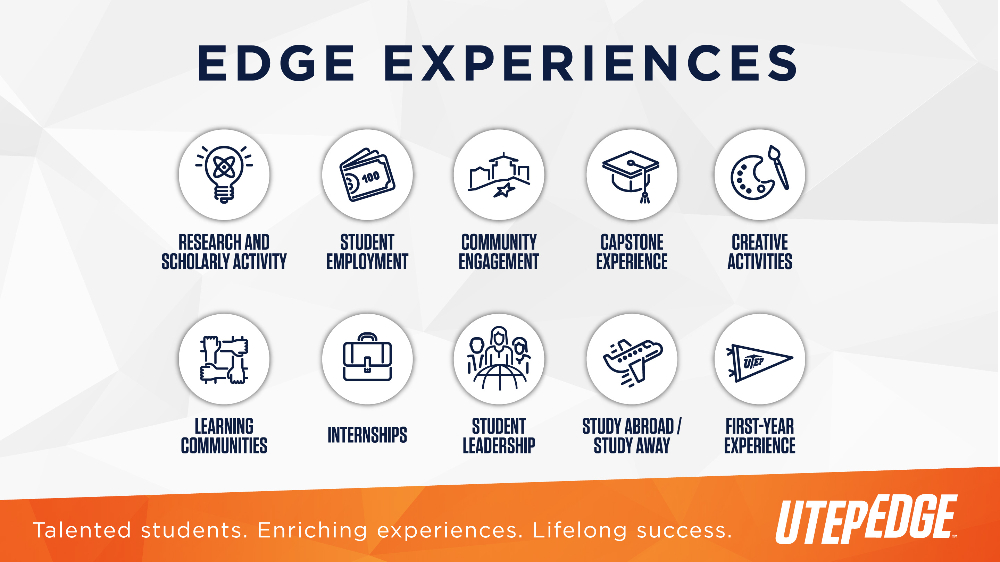 EDGE EXPERIENCES
100
RESEARCH AND
SCHOLARLY ACTIVITY
STUDENT
EMPLOYMENT
COMMUNITY
ENGAGEMENT
CAPSTONE
EXPERIENCE
CREATIVE
ACTIVITIES
UTEP
LEARNING
COMMUNITIES
INTERNSHIPS
STUDENT
LEADERSHIP
STUDY ABROAD /
STUDY AWAY
FIRST-YEAR
EXPERIENCE
Talented students. Enriching experiences. Lifelong success.
UTEPEDGE™